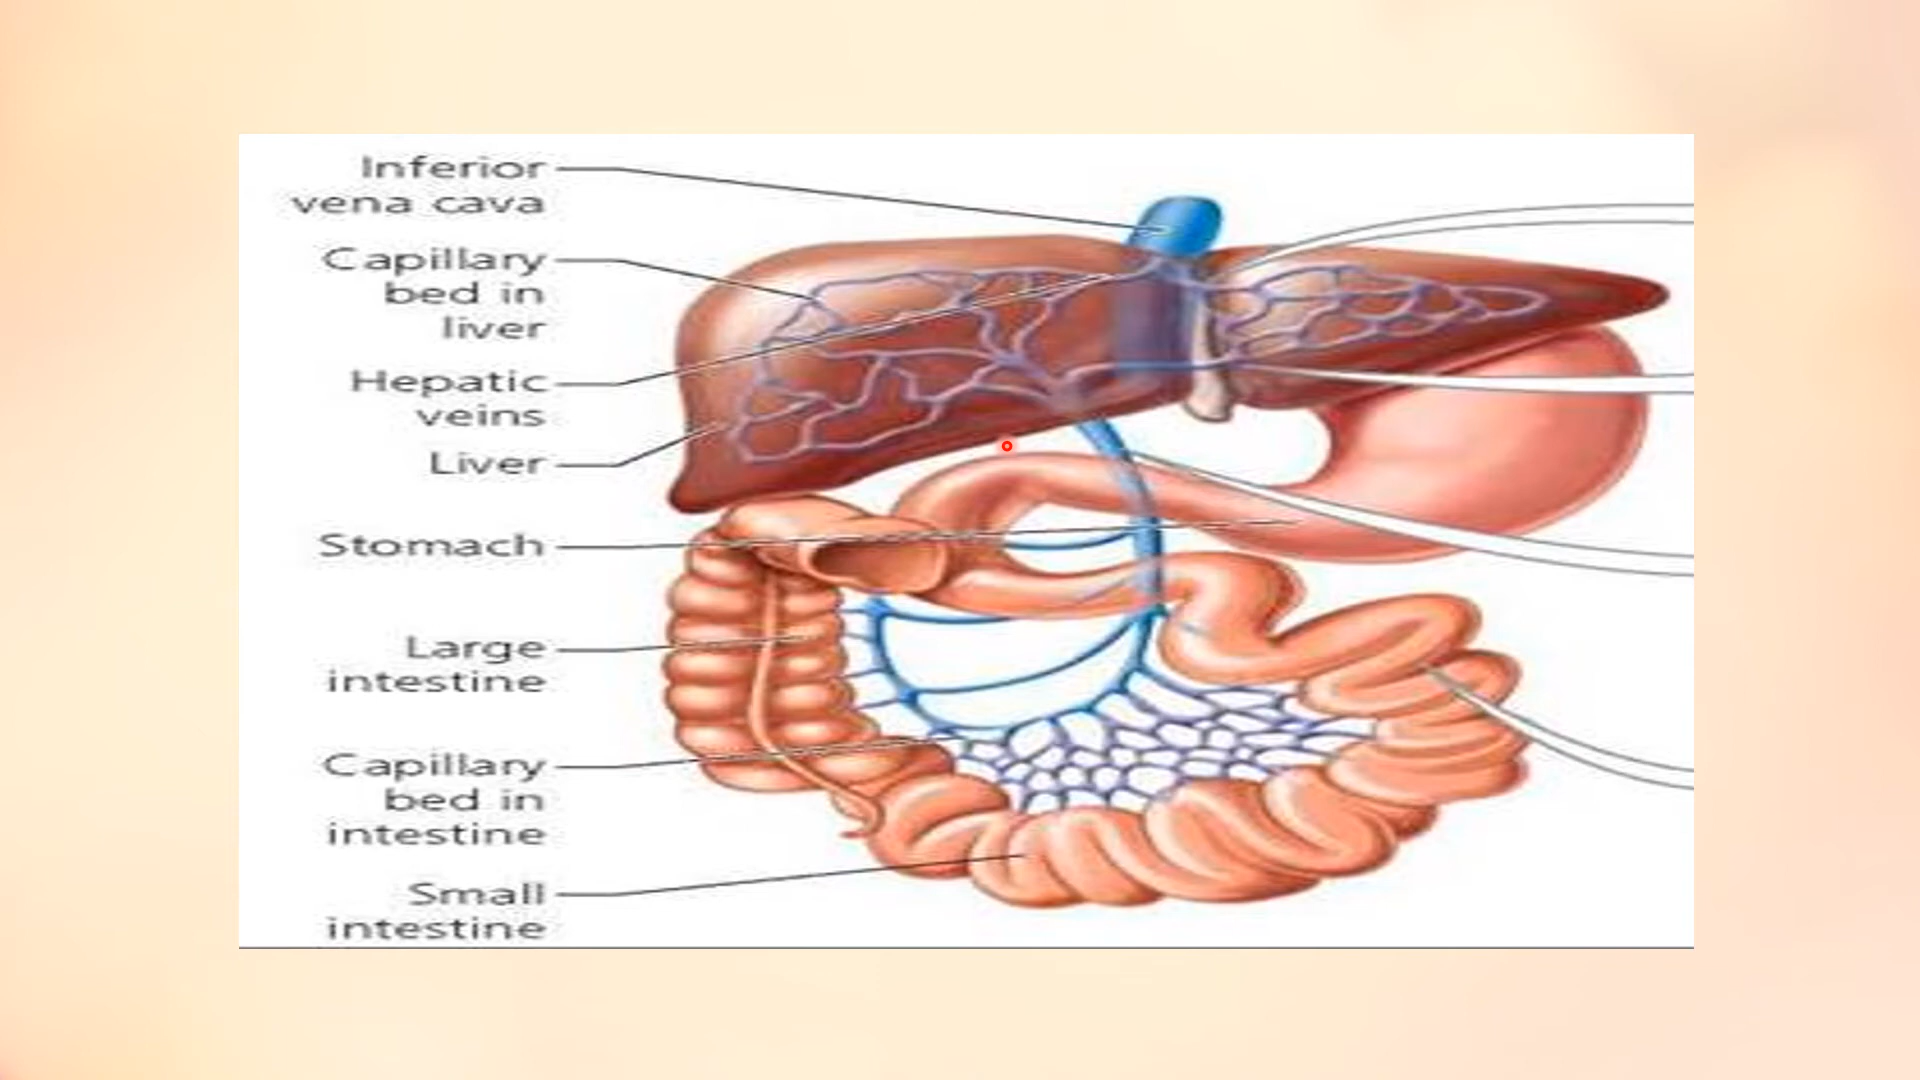 Inferior
vena cava
Capillary
bed in
liver
Hepatic
veins
Liver
Stomach
Large
intestine
Capillary
bed in
intestine
Small
intestine